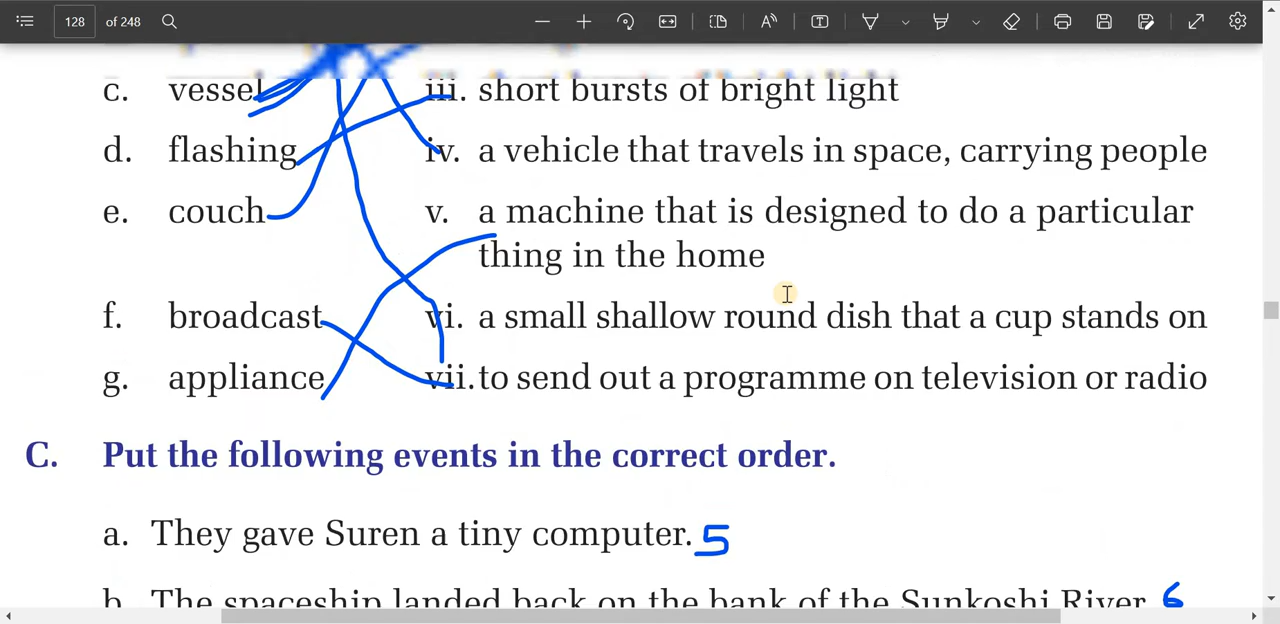 128 of 248
c. vessel iii. short bursts of bright light
d. flashing iv. a vehicle that travels in space, carrying people
e. couch v. a machine that is designed to do a particular
thing in the home
f. broadcast vi. a small shallow round dish that a cup stands on
g. appliance vii. to send out a programme on television or radio
C. Put the following events in the correct order.
a. They gave Suren a tiny computer. 5
b. The spaceship landed back on the bank of the Sunkoshi River. 6